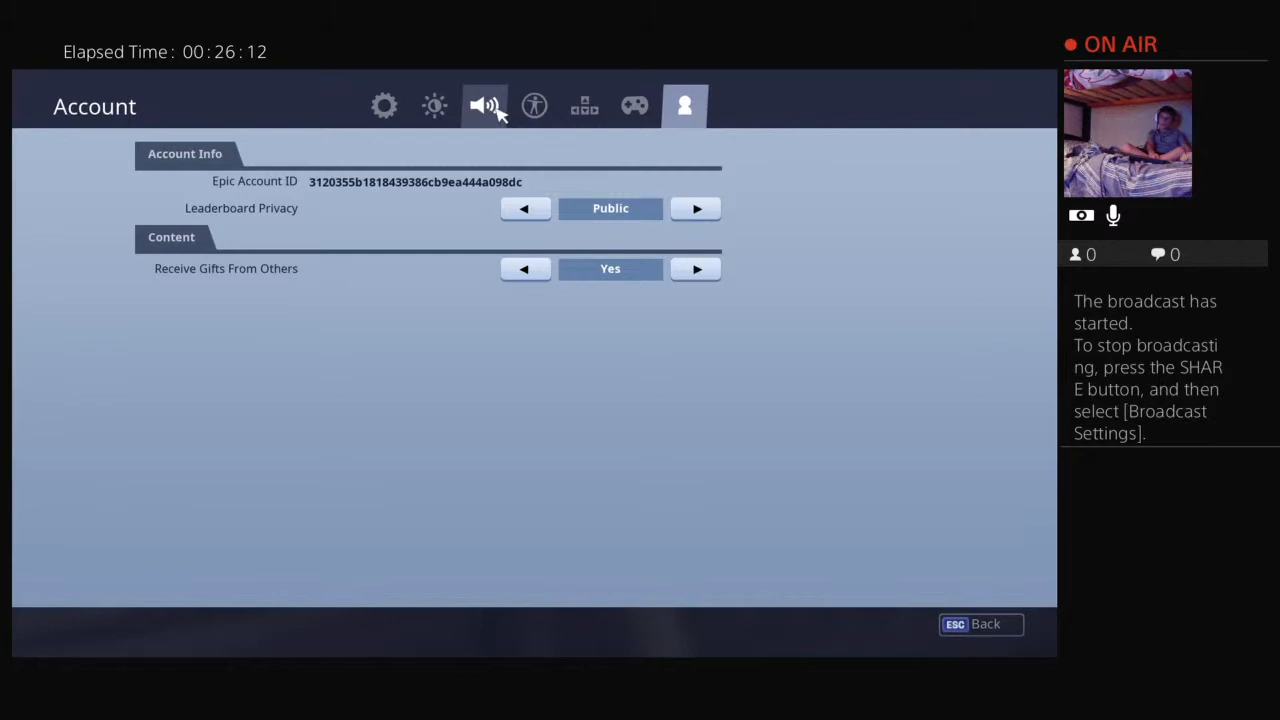 Elapsed Time: 00:26:12
ON AIR
Account
Account Info
Epic Account ID 3120355b1818439386cb9ea444a098dc
Leaderboard Privacy Public
Content
Receive Gifts From Others Yes
ESC Back
0 0
The broadcast has
started.
To stop broadcasti
ng, press the SHAR
E button, and then
select [Broadcast
Settings].